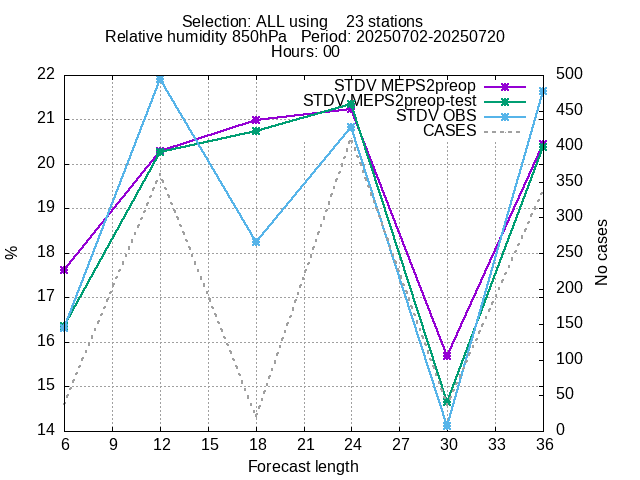 Selection: ALL using    23 stations
Relative humidity 850hPa   Period: 20250702-20250720
Hours: 00
STDV MEPS2preop
STDV MEPS2preop-test
STDV OBS
CASES
22
21
20
19
18
17
16
15
14
%
500
450
400
350
300
250
200
150
100
50
0
No cases
6 9 12 15 18 21 24 27 30 33 36
Forecast length